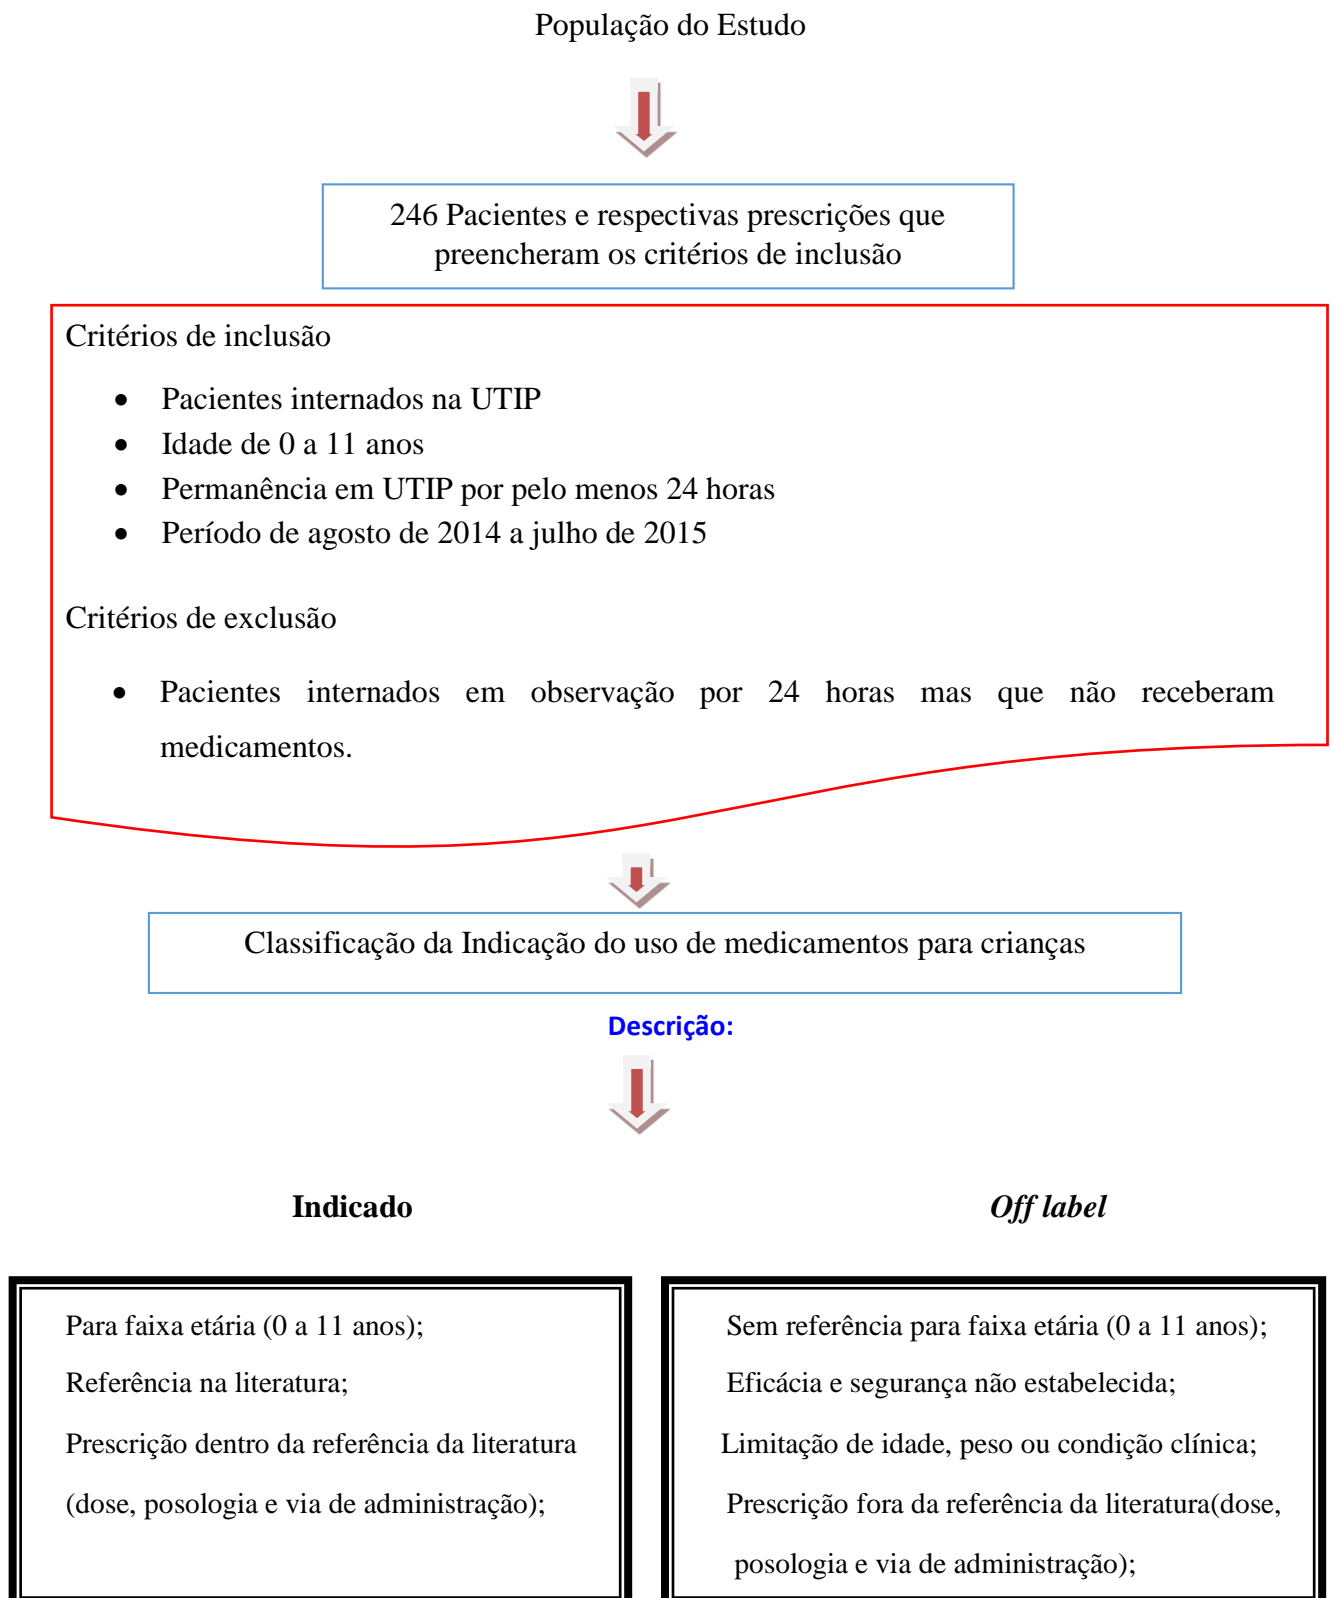 População do Estudo
246 Pacientes e respectivas prescrições que
preencheram os critérios de inclusão
Critérios de inclusão
• Pacientes internados na UTIP
• Idade de 0 a 11 anos
• Permanência em UTIP por pelo menos 24 horas
• Período de agosto de 2014 a julho de 2015
Critérios de exclusão
• Pacientes internados em observação por 24 horas mas que não receberam
medicamentos.
Classificação da Indicação do uso de medicamentos para crianças
Descrição:
Indicado
Para faixa etária (0 a 11 anos);
Referência na literatura;
Prescrição dentro da referência da literatura
(dose, posologia e via de administração);
Off label
Sem referência para faixa etária (0 a 11 anos);
Eficácia e segurança não estabelecida;
Limitação de idade, peso ou condição clínica;
Prescrição fora da referência da literatura(dose,
posologia e via de administração);